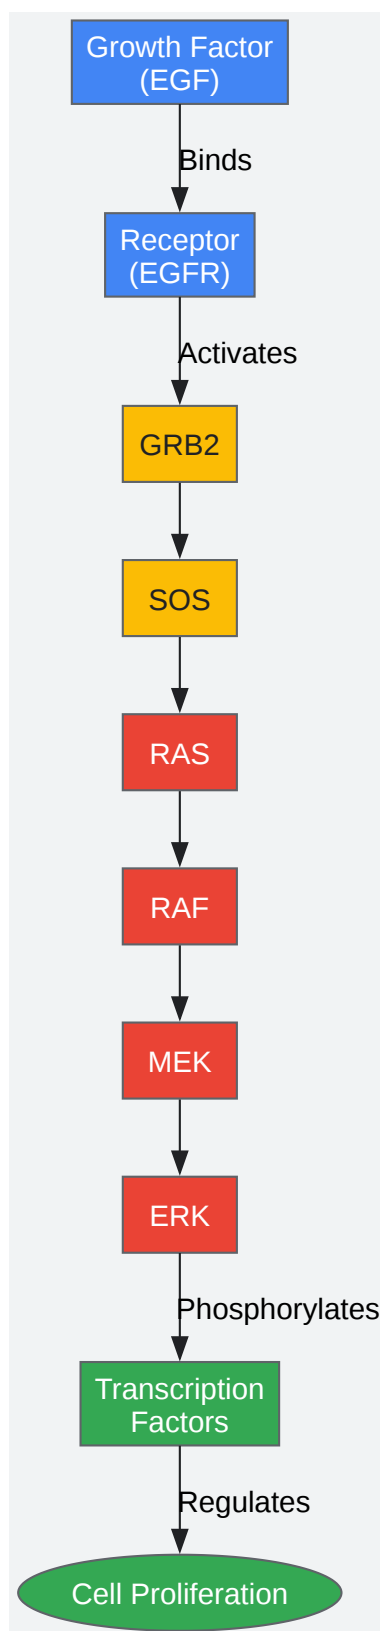 Growth Factor
(EGF)
Binds
Receptor
(EGFR)
Activates
GRB2
SOS
RAS
RAF
MEK
ERK
Phosphorylates
Transcription
Factors
Regulates
Cell Proliferation